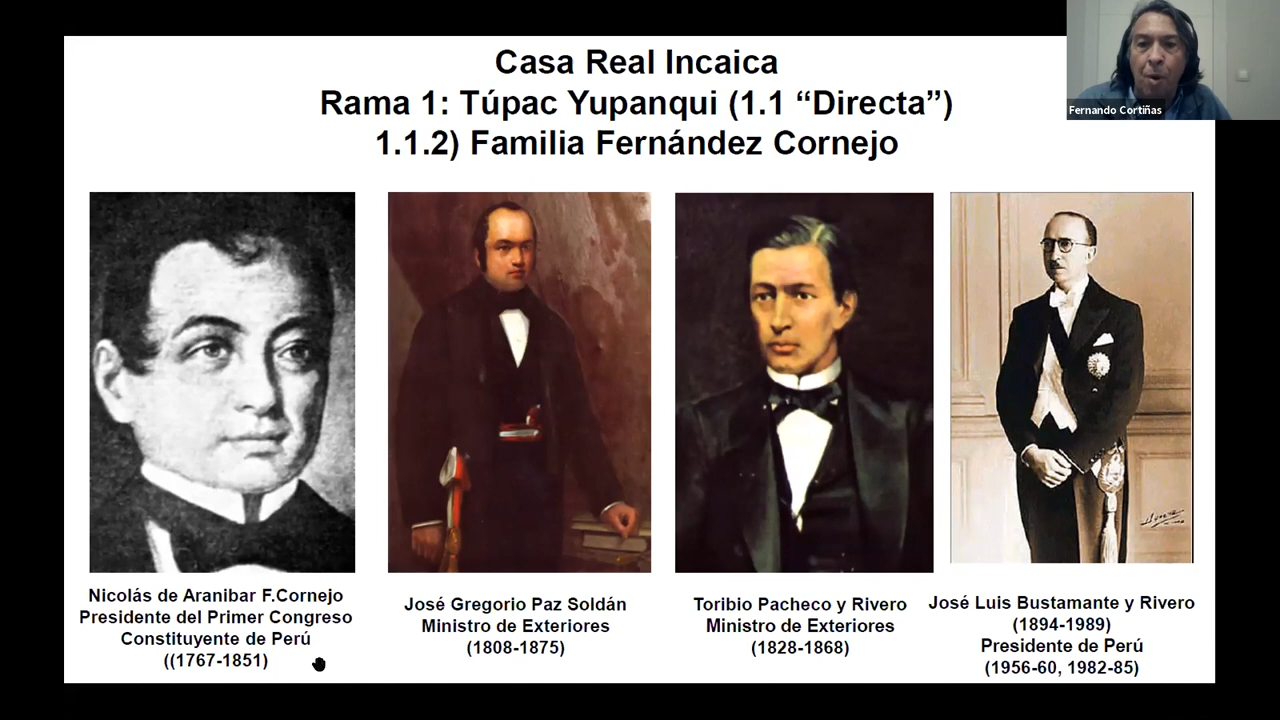 Casa Real Incaica
Rama 1: Túpac Yupanqui (1.1 “Directa”)
1.1.2) Familia Fernández Cornejo
Fernando Cortiñas
Nicolás de Aranibar F.Cornejo
Presidente del Primer Congreso
Constituyente de Perú
((1767-1851)
José Gregorio Paz Soldán
Ministro de Exteriores
(1808-1875)
Toribio Pacheco y Rivero
Ministro de Exteriores
(1828-1868)
José Luis Bustamante y Rivero
(1894-1989)
Presidente de Perú
(1956-60, 1982-85)